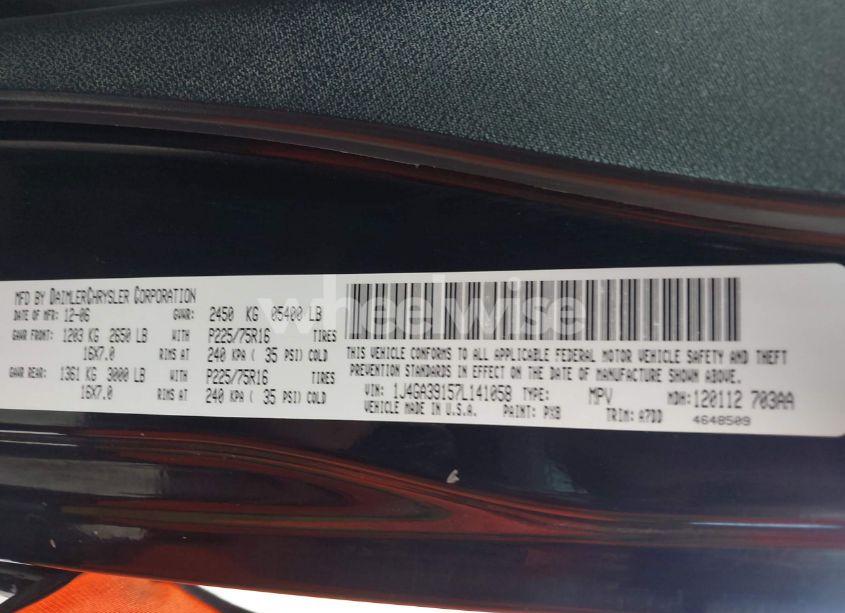 MFD BY DAIMLERCHRYSLER CORPORATION
DATE OF MFR: 12-06 GVWR: 2450 KG 05400 LB
GAWR FRONT: 1203 KG 2650 LB WITH P225/75R16 TIRES
16X7.0 RIMS AT 240 KPA ( 35 PSI) COLD
GAWR REAR: 1361 KG 3000 LB WITH P225/75R16 TIRES
16X7.0 RIMS AT 240 KPA ( 35 PSI) COLD
THIS VEHICLE CONFORMS TO ALL APPLICABLE FEDERAL MOTOR VEHICLE SAFETY AND THEFT
PREVENTION STANDARDS IN EFFECT ON THE DATE OF MANUFACTURE SHOWN ABOVE.
VIN: 1J4GA39157L141058 TYPE: MPV MDH: 120112 703AA
VEHICLE MADE IN U.S.A. PAINT: PXB TRIM: A7DD 4648509
wheelwise